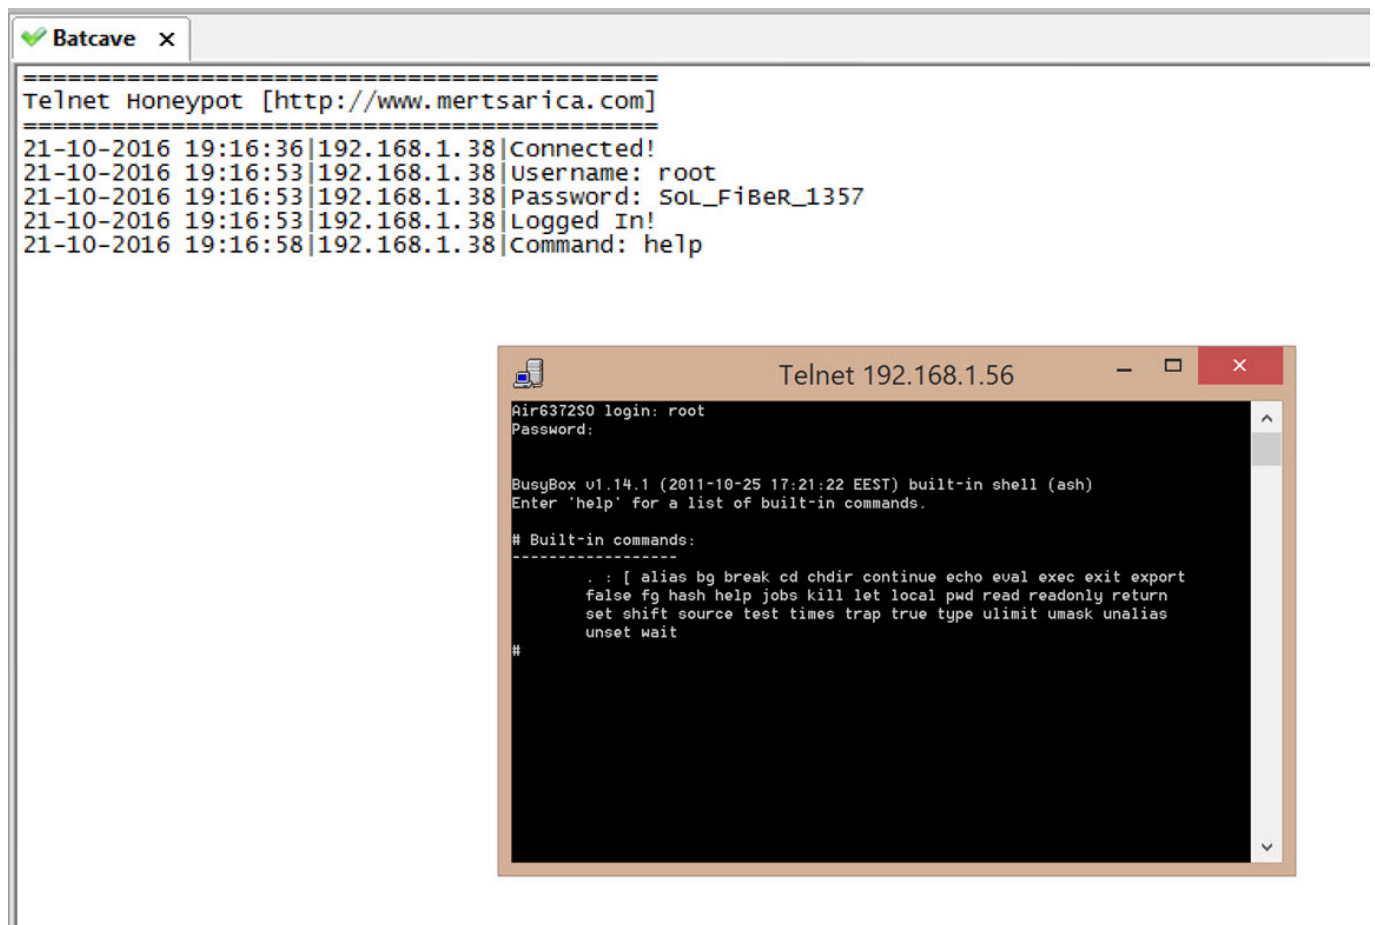 Batcave
===========================================
Telnet Honeypot [http://www.mertsarica.com]
===========================================
21-10-2016 19:16:36|192.168.1.38|Connected!
21-10-2016 19:16:53|192.168.1.38|Username: root
21-10-2016 19:16:53|192.168.1.38|Password: SoL_FiBeR_1357
21-10-2016 19:16:53|192.168.1.38|Logged In!
21-10-2016 19:16:58|192.168.1.38|Command: help
Telnet 192.168.1.56
Air6372SO login: root
Password:
BusyBox v1.14.1 (2011-10-25 17:21:22 EEST) built-in shell (ash)
Enter 'help' for a list of built-in commands.
# Built-in commands:
------------------
. : [ alias bg break cd chdir continue echo eval exec exit export
false fg hash help jobs kill let local pwd read readonly return
set shift source test times trap true type ulimit umask unalias
unset wait
#